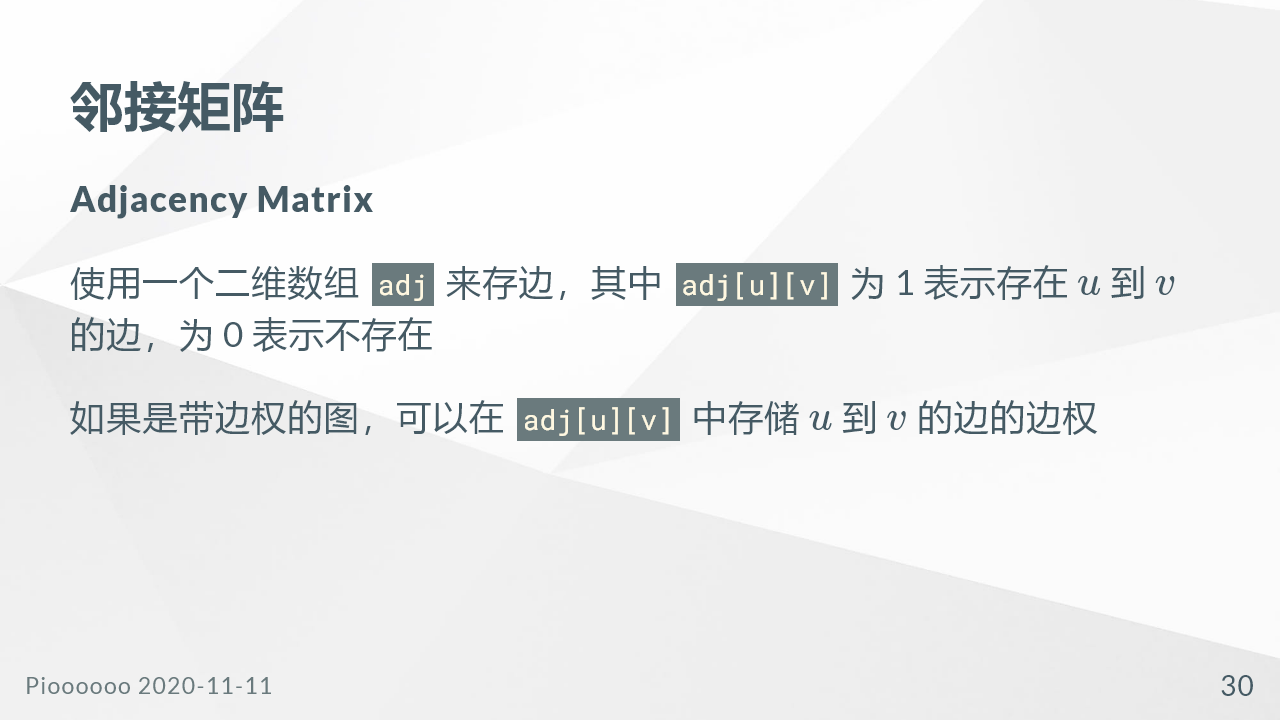 邻接矩阵
Adjacency Matrix
使用一个二维数组 adj 来存边，其中 adj[u][v] 为 1 表示存在 u 到 v
的边，为 0 表示不存在
如果是带边权的图，可以在 adj[u][v] 中存储 u 到 v 的边的边权
Pioooooo 2020-11-11
30